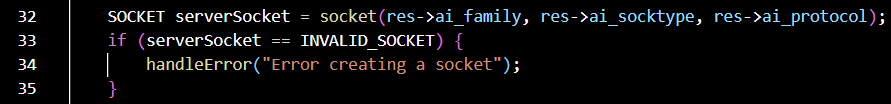 32 SOCKET serverSocket = socket(res->ai_family, res->ai_socktype, res->ai_protocol);
33 if (serverSocket == INVALID_SOCKET) {
34 handleError("Error creating a socket");
35 }